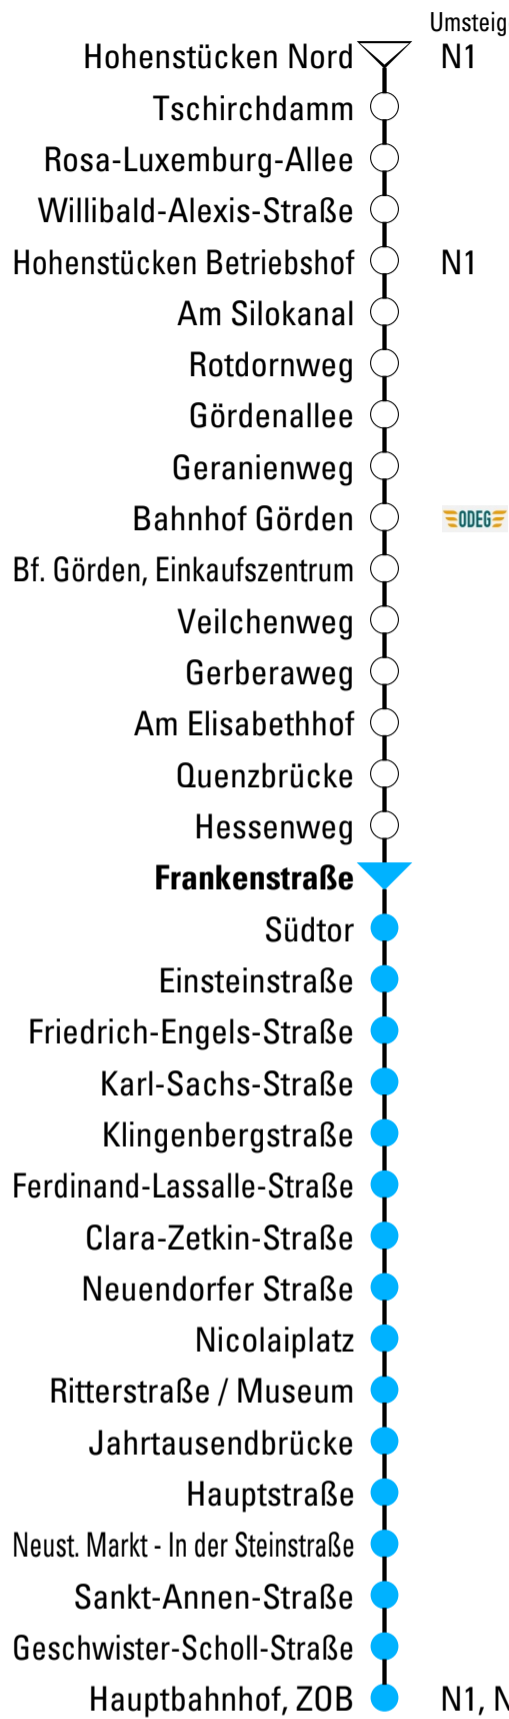 Umsteig
Hohenstücken Nord N1
Tschirchdamm
Rosa-Luxemburg-Allee
Willibald-Alexis-Straße
Hohenstücken Betriebshof N1
Am Silokanal
Rotdornweg
Gördenallee
Geranienweg
Bahnhof Görden ODEG
Bf. Görden, Einkaufszentrum
Veilchenweg
Gerberaweg
Am Elisabethhof
Quenzbrücke
Hessenweg
Frankenstraße
Südtor
Einsteinstraße
Friedrich-Engels-Straße
Karl-Sachs-Straße
Klingenbergstraße
Ferdinand-Lassalle-Straße
Clara-Zetkin-Straße
Neuendorfer Straße
Nicolaiplatz
Ritterstraße / Museum
Jahrtausendbrücke
Hauptstraße
Neust. Markt - In der Steinstraße
Sankt-Annen-Straße
Geschwister-Scholl-Straße
Hauptbahnhof, ZOB N1, N